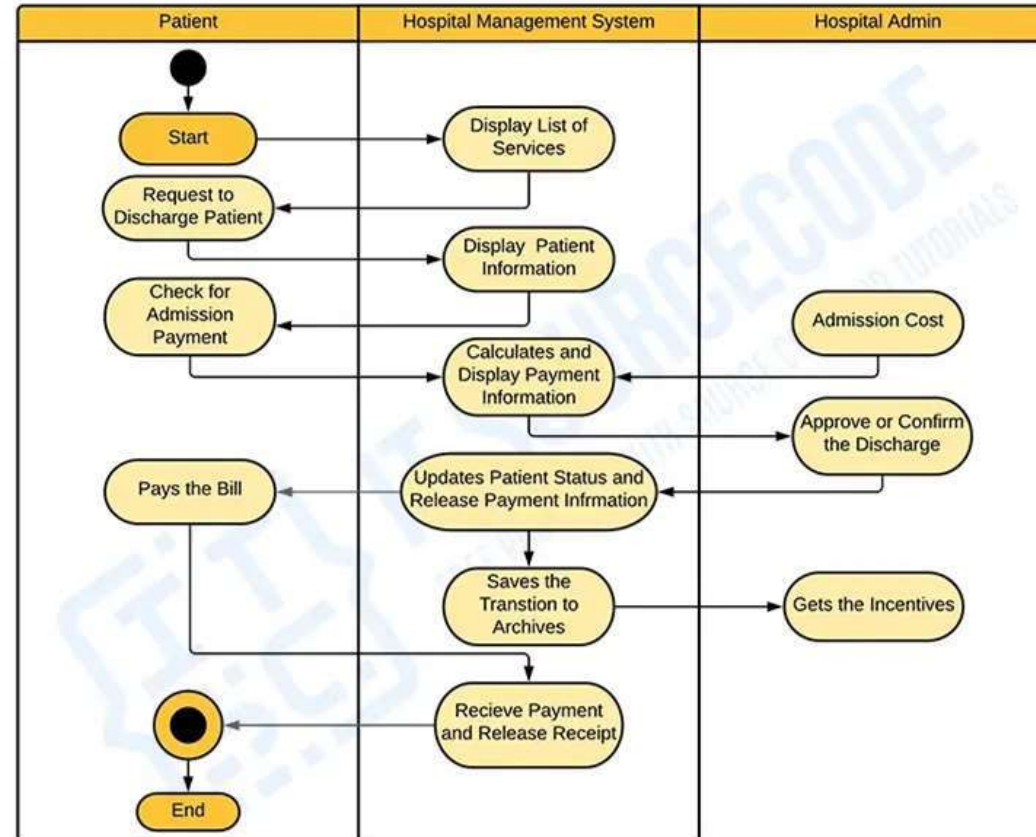 Patient
Hospital Management System
Hospital Admin
Start
Display List of
Services
Request to
Discharge Patient
Display Patient
Information
Check for
Admission
Payment
Admission Cost
Calculates and
Display Payment
Information
Approve or Confirm
the Discharge
Pays the Bill
Updates Patient Status and
Release Payment Infrmation
Saves the
Transtion to
Archives
Gets the Incentives
Recieve Payment
and Release Receipt
End
IT SOURCECODE
TUTORIALS